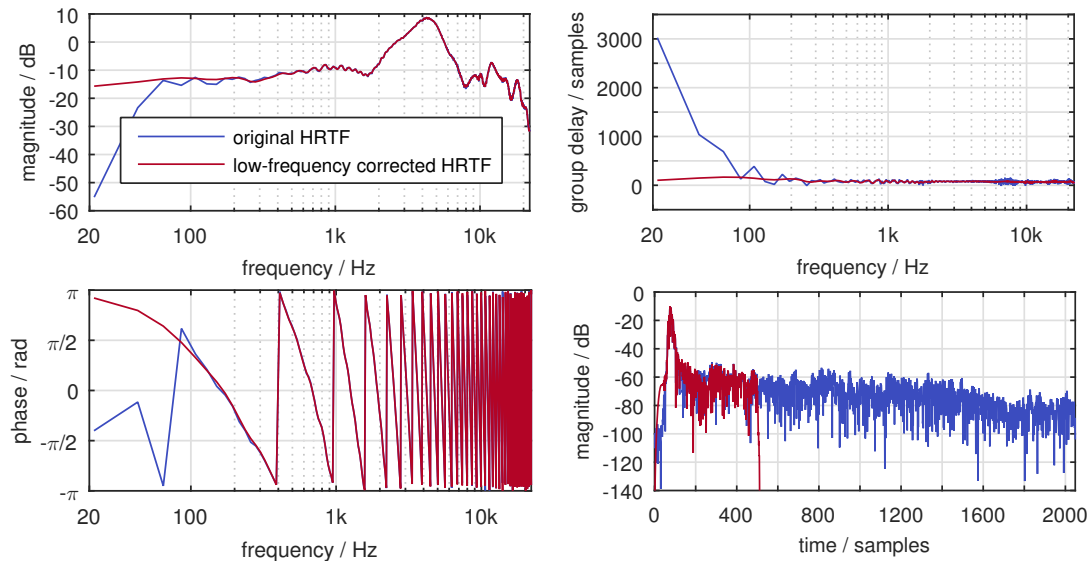 magnitude / dB
20
10
0
-10
-20
-30
-40
-50
-60
20
100
1k
10k
frequency / Hz
original HRTF
low-frequency corrected HRTF
group delay / samples
3000
2000
1000
0
20
100
1k
10k
frequency / Hz
phase / rad
π
π/2
0
-π/2
-π
20
100
1k
10k
frequency / Hz
magnitude / dB
0
-20
-40
-60
-80
-100
-120
-140
0
400
800
1200
1600
2000
time / samples